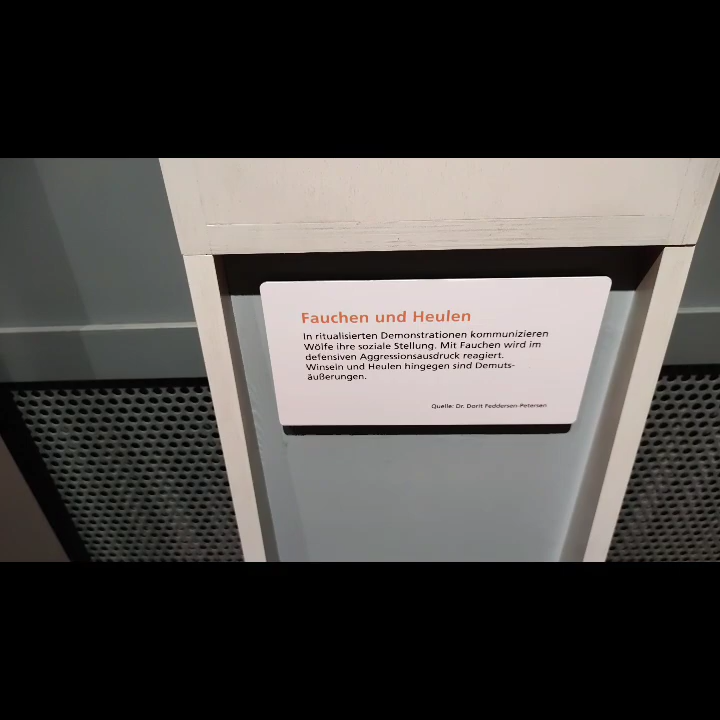 Fauchen und Heulen
In ritualisierten Demonstrationen kommunizieren
Wölfe ihre soziale Stellung. Mit Fauchen wird im
defensiven Aggressionsausdruck reagiert.
Winseln und Heulen hingegen sind Demuts-
äußerungen.
Quelle: Dr. Dorit Feddersen-Petersen